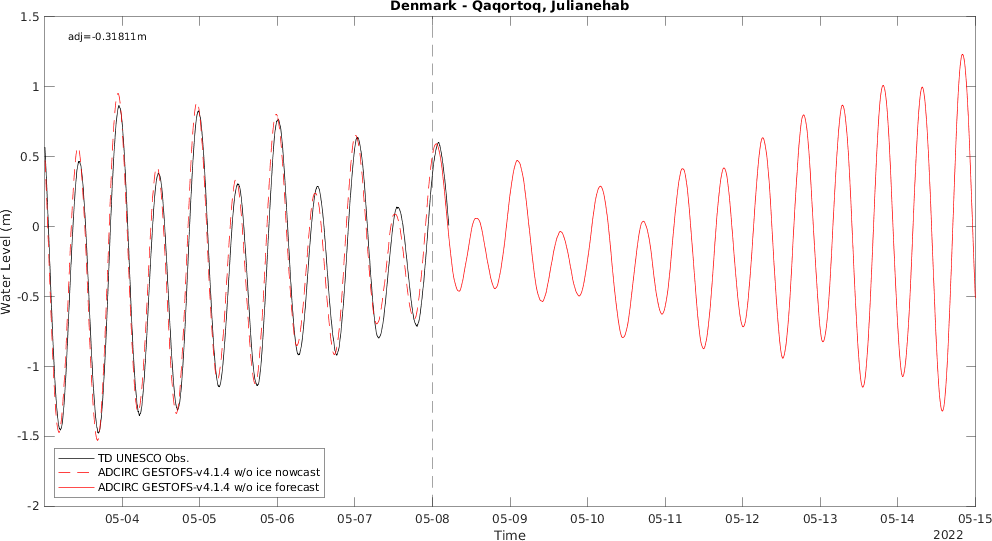 Denmark - Qaqortoq, Julianehab
adj=-0.31811m
1.5
1
0.5
0
-0.5
-1
-1.5
-2
Water Level (m)
TD UNESCO Obs.
ADCIRC GESTOFS-v4.1.4 w/o ice nowcast
ADCIRC GESTOFS-v4.1.4 w/o ice forecast
05-04 05-05 05-06 05-07 05-08 05-09 05-10 05-11 05-12 05-13 05-14 05-15
Time
2022